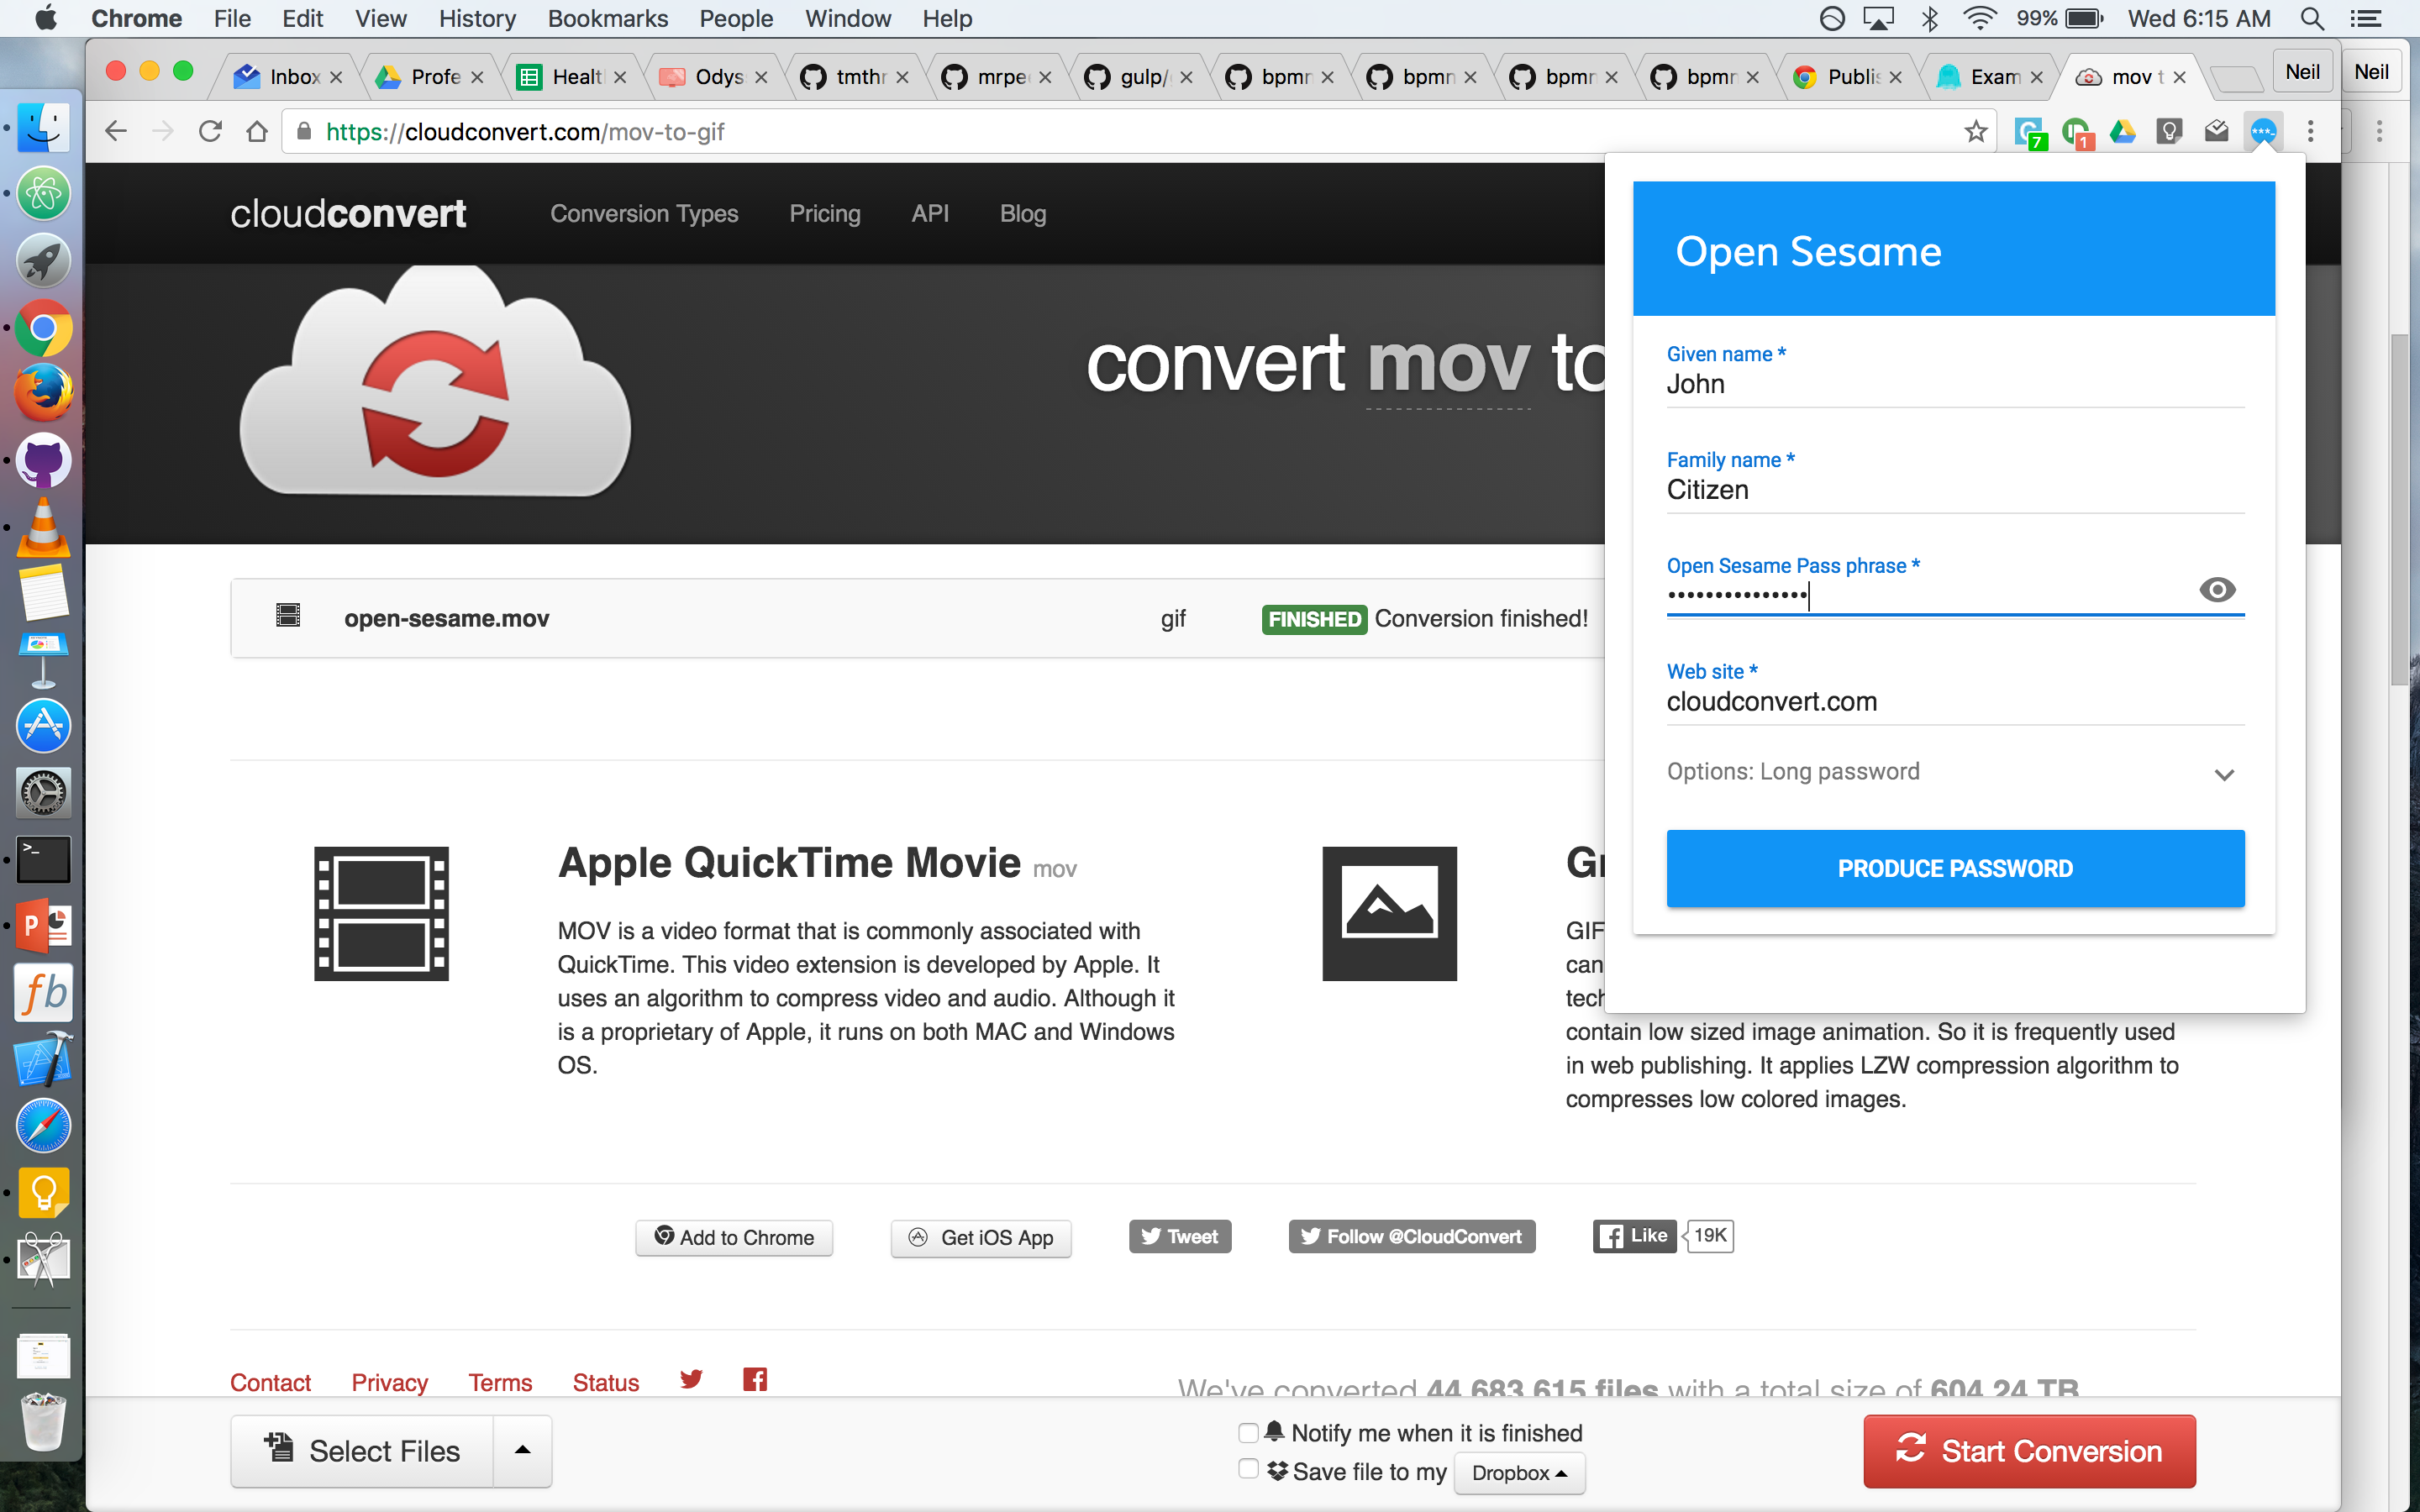 Chrome File Edit View History Bookmarks People Window Help 99% Wed 6:15 AM
Inbox Profe Healt Odys tmthr mrpe gulp/ bpmn bpmn bpmr bpmr Publis Exam mov t Neil Neil
https://cloudconvert.com/mov-to-gif 7 1
cloudconvert Conversion Types Pricing API Blog
convert mov to
open-sesame.mov gif FINISHED Conversion finished!
Open Sesame
Given name *
John
Family name *
Citizen
Open Sesame Pass phrase *
Web site *
cloudconvert.com
Options: Long password
PRODUCE PASSWORD
Apple QuickTime Movie mov
MOV is a video format that is commonly associated with
QuickTime. This video extension is developed by Apple. It
uses an algorithm to compress video and audio. Although it
is a proprietary of Apple, it runs on both MAC and Windows
OS.
GIF
can
contain low sized image animation. So it is frequently used
in web publishing. It applies LZW compression algorithm to
compresses low colored images.
Add to Chrome Get iOS App Tweet Follow @CloudConvert Like 19K
Contact Privacy Terms Status
We've converted 44,683,615 files with a total size of 604.24 TB
Select Files
Notify me when it is finished
Save file to my Dropbox
Start Conversion